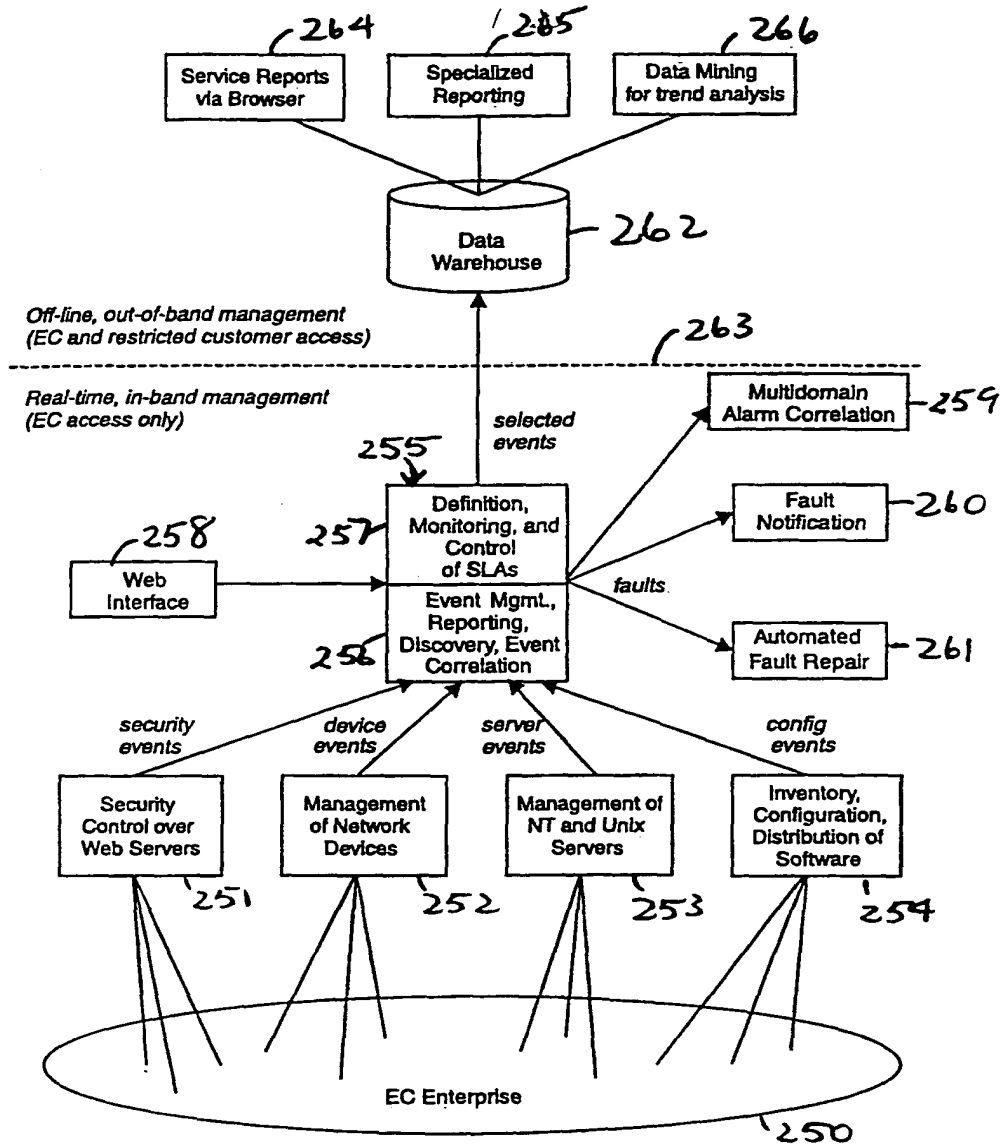 264
265
266
Service Reports
via Browser
Specialized
Reporting
Data Mining
for trend analysis
Data
Warehouse
262
Off-line, out-of-band management
(EC and restricted customer access)
263
Real-time, in-band management
(EC access only)
selected
events
Multidomain
Alarm Correlation
259
255
257
Definition,
Monitoring, and
Control
of SLAs
Fault
Notification
260
258
Web
Interface
faults
256
Event Mgmt.,
Reporting,
Discovery, Event
Correlation
Automated
Fault Repair
261
security
events
device
events
server
events
config
events
Security
Control over
Web Servers
Management
of Network
Devices
Management of
NT and Unix
Servers
Inventory,
Configuration,
Distribution of
Software
251
252
253
254
EC Enterprise
250